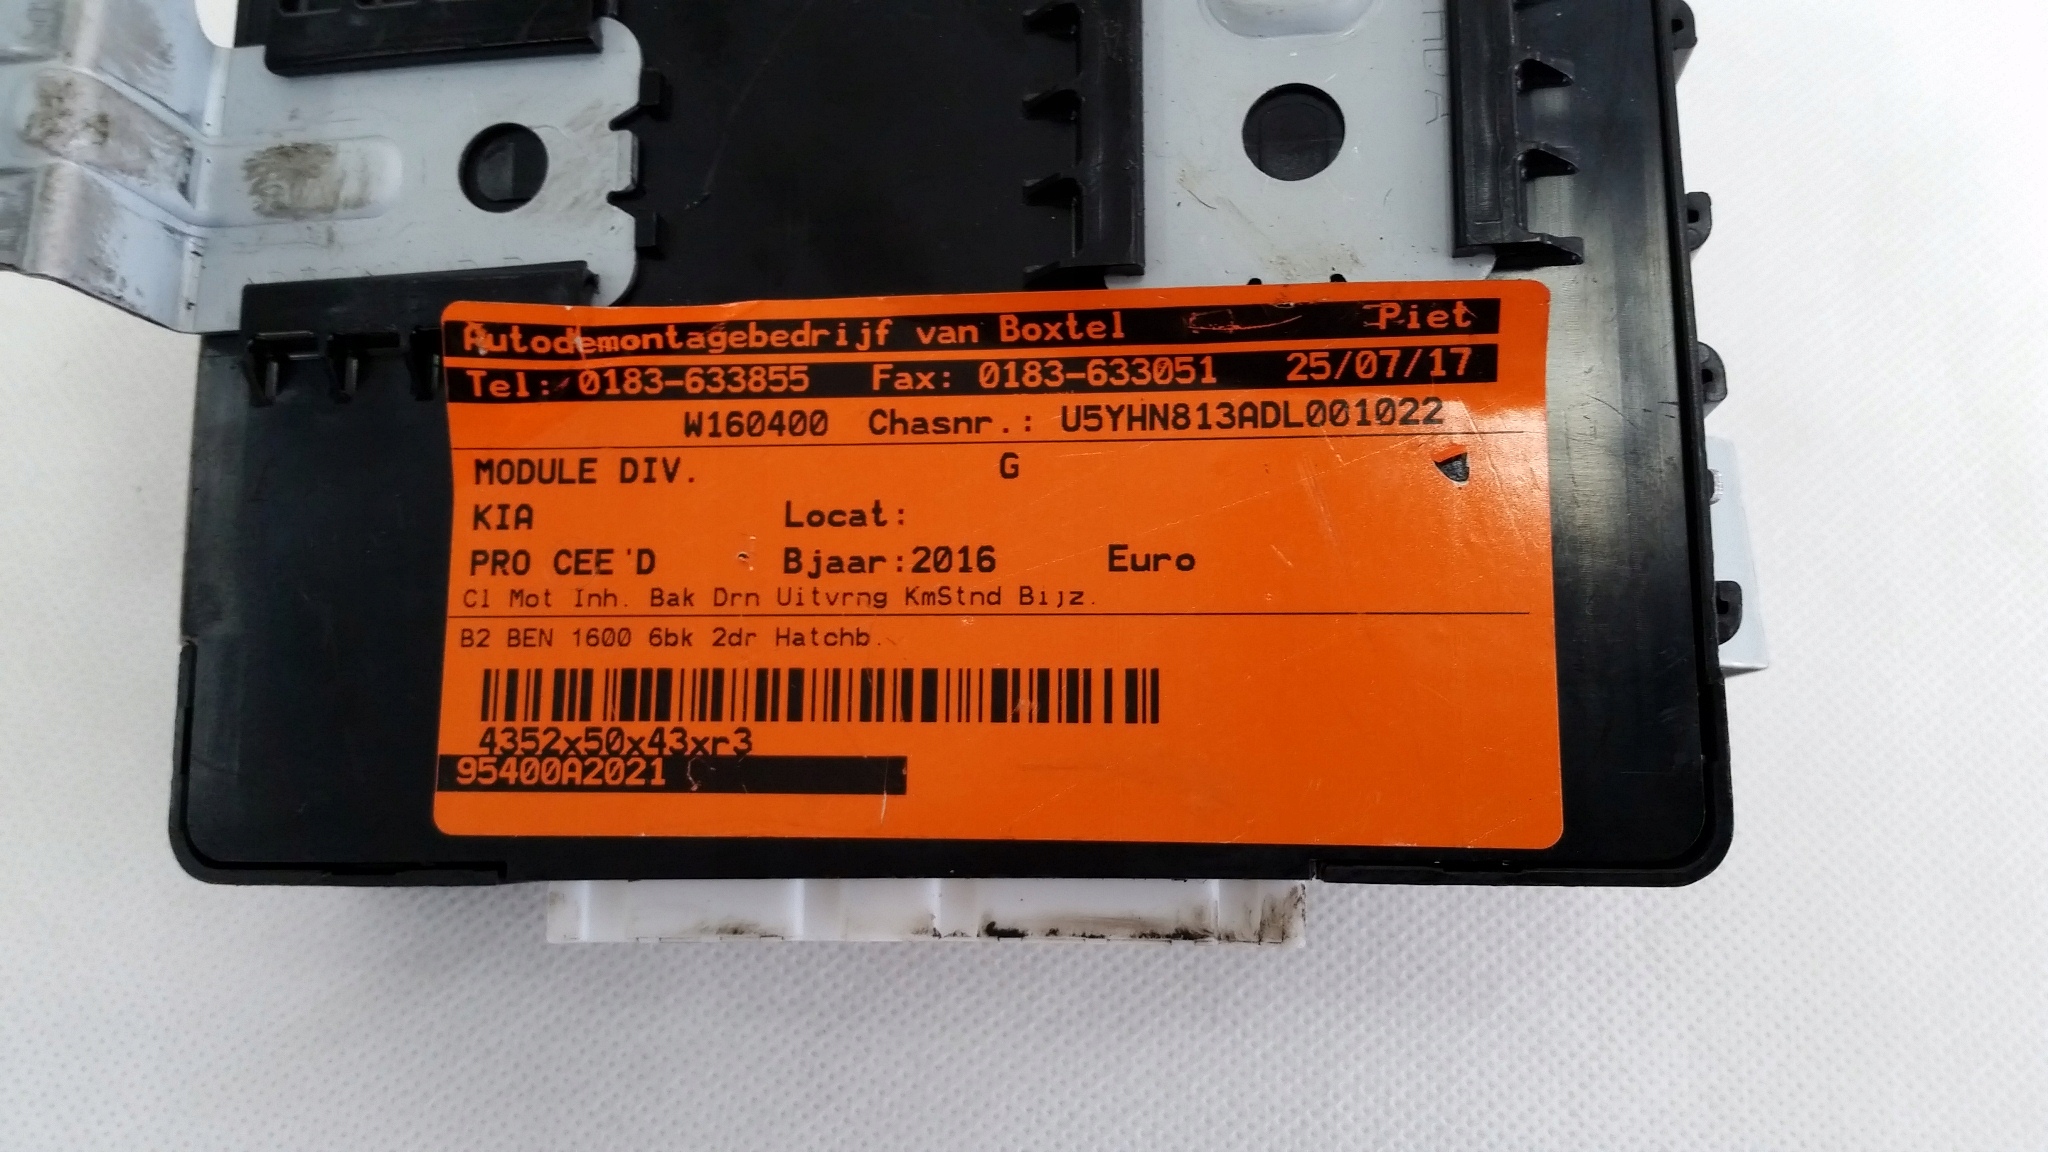 Autodemontagebedrijf van Boxtel Piet
Tel: 0183-633855 Fax: 0183-633051 25/07/17
W160400 Chasnr.: U5YHN813ADL001022
MODULE DIV. G
KIA Locat:
PRO CEE'D Bjaar:2016 Euro
Cl Mot Inh. Bak Drn Uitvrng KmStnd Bijz.
B2 BEN 1600 6bk 2dr Hatchb.
4352x50x43xr3
95400A2021